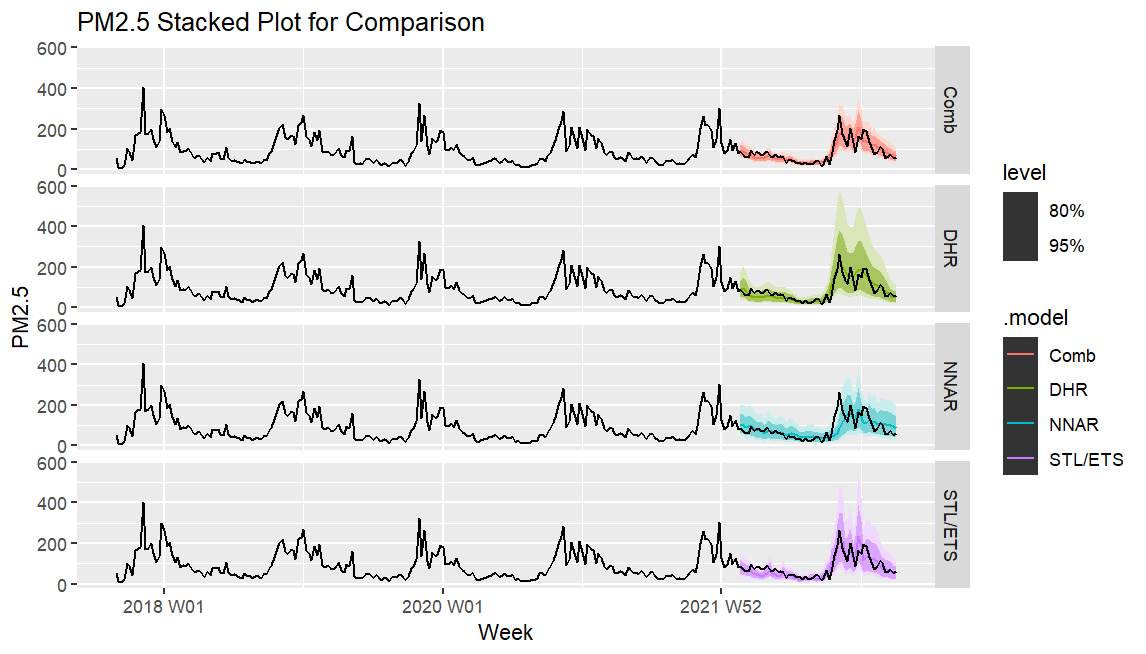 PM2.5 Stacked Plot for Comparison
PM2.5
600
400
200
0
Comb
600
400
200
0
DHR
600
400
200
0
NNAR
600
400
200
0
STL/ETS
2018 W01
2020 W01
2021 W52
Week
level
80%
95%
.model
Comb
DHR
NNAR
STL/ETS